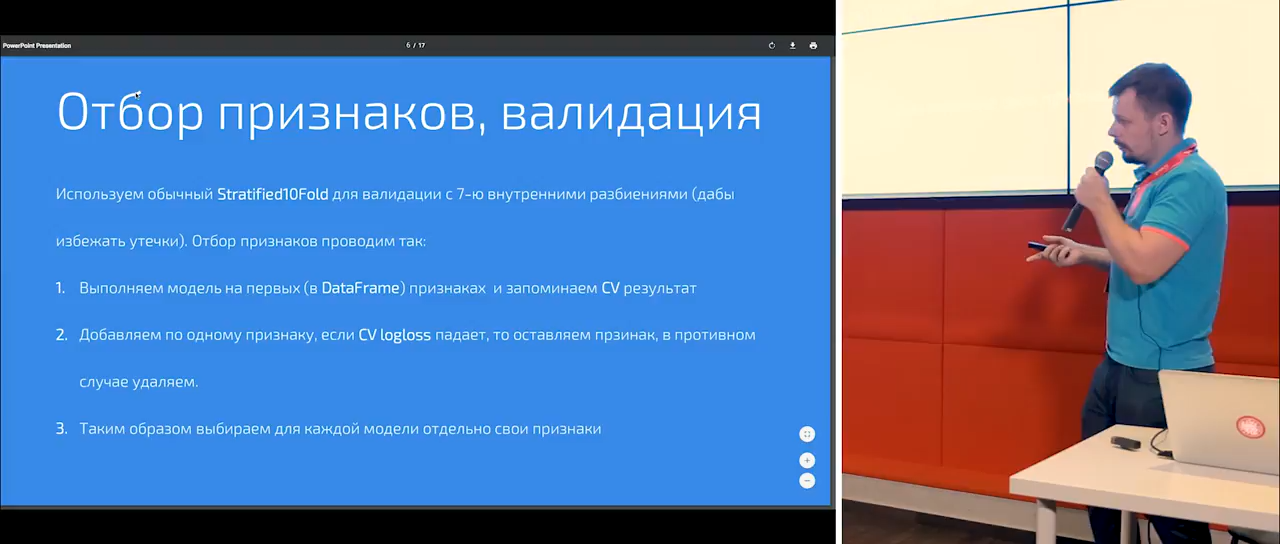 PowerPoint Presentation
6 / 17
Отбор признаков, валидация
Используем обычный Stratified10Fold для валидации с 7-ю внутренними разбиениями (дабы
избежать утечки). Отбор признаков проводим так:
1. Выполняем модель на первых (в DataFrame) признаках и запоминаем CV результат
2. Добавляем по одному признаку, если CV logloss падает, то оставляем прзинак, в противном
случае удаляем.
3. Таким образом выбираем для каждой модели отдельно свои признаки